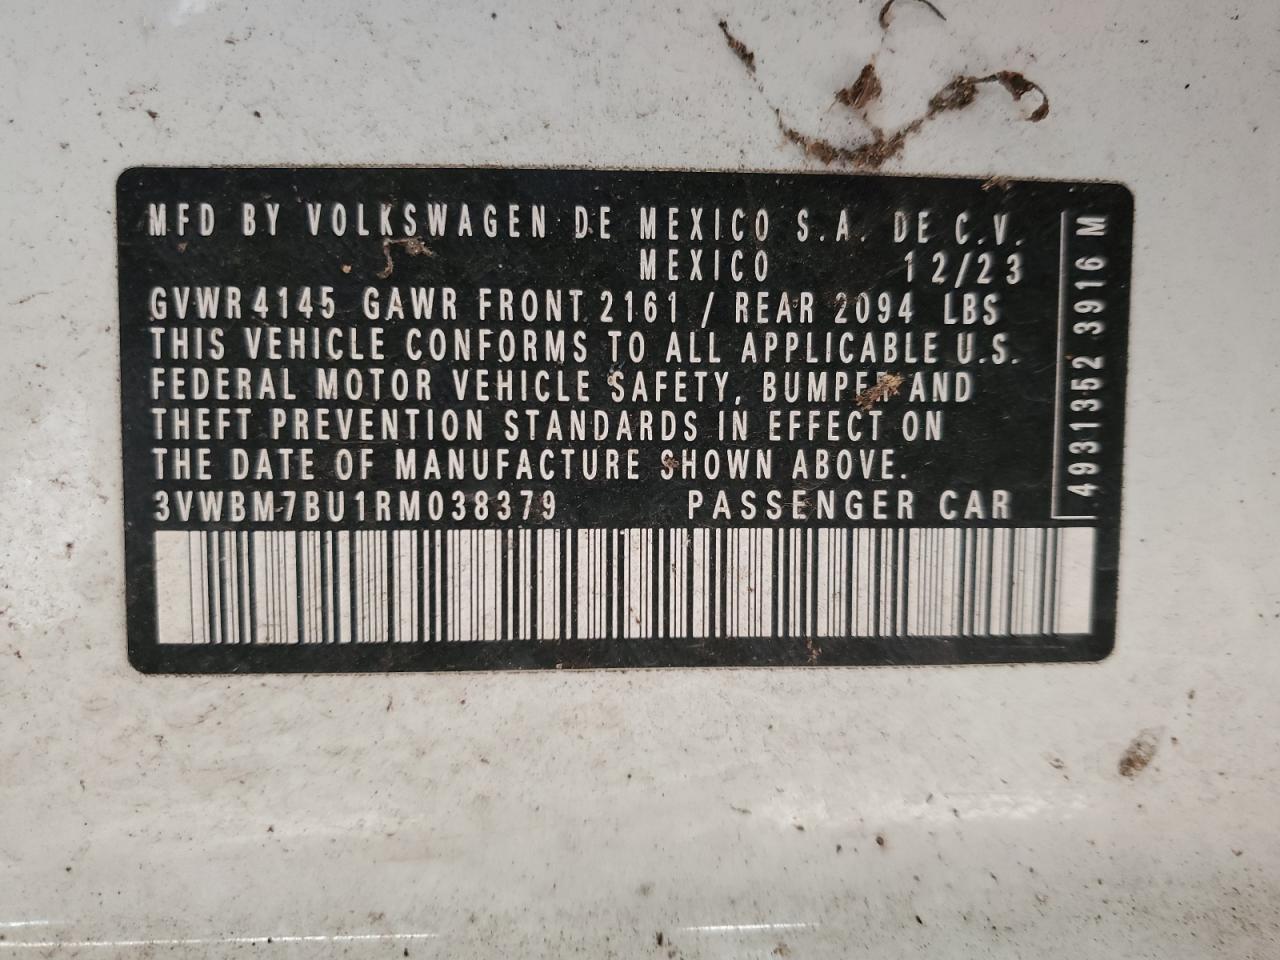 MFD BY VOLKSWAGEN DE MEXICO S.A. DE C.V.
MEXICO 12/23
GVWR 4145 GAWR FRONT 2161 / REAR 2094 LBS
THIS VEHICLE CONFORMS TO ALL APPLICABLE U.S.
FEDERAL MOTOR VEHICLE SAFETY, BUMPER AND
THEFT PREVENTION STANDARDS IN EFFECT ON
THE DATE OF MANUFACTURE SHOWN ABOVE.
3VWBM7BU1RM038379 PASSENGER CAR
4931352 3916 M